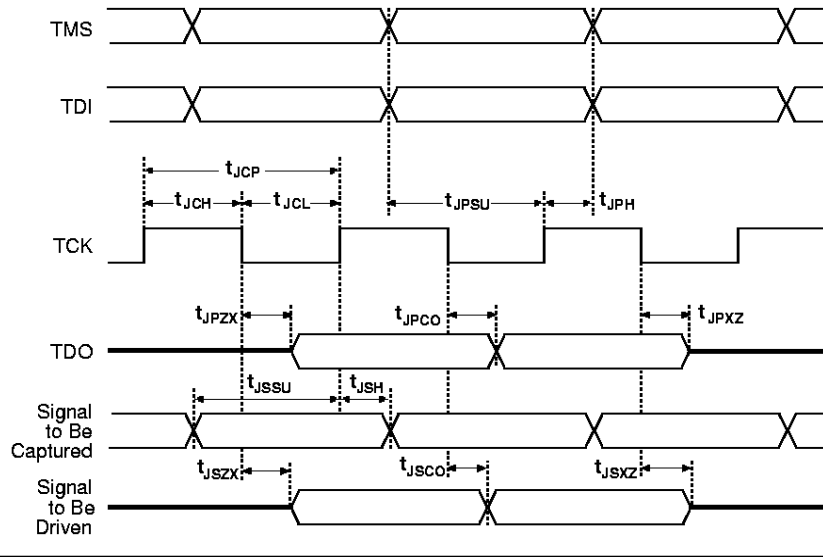 TMS
TDI
tJCP
tJCH
tJCL
tJPSU
tJPH
TCK
tJPZX
tJPCO
tJPXZ
TDO
tJSSU
tJSH
Signal
to Be
Captured
tJSZX
tJSCO
tJSXZ
Signal
to Be
Driven